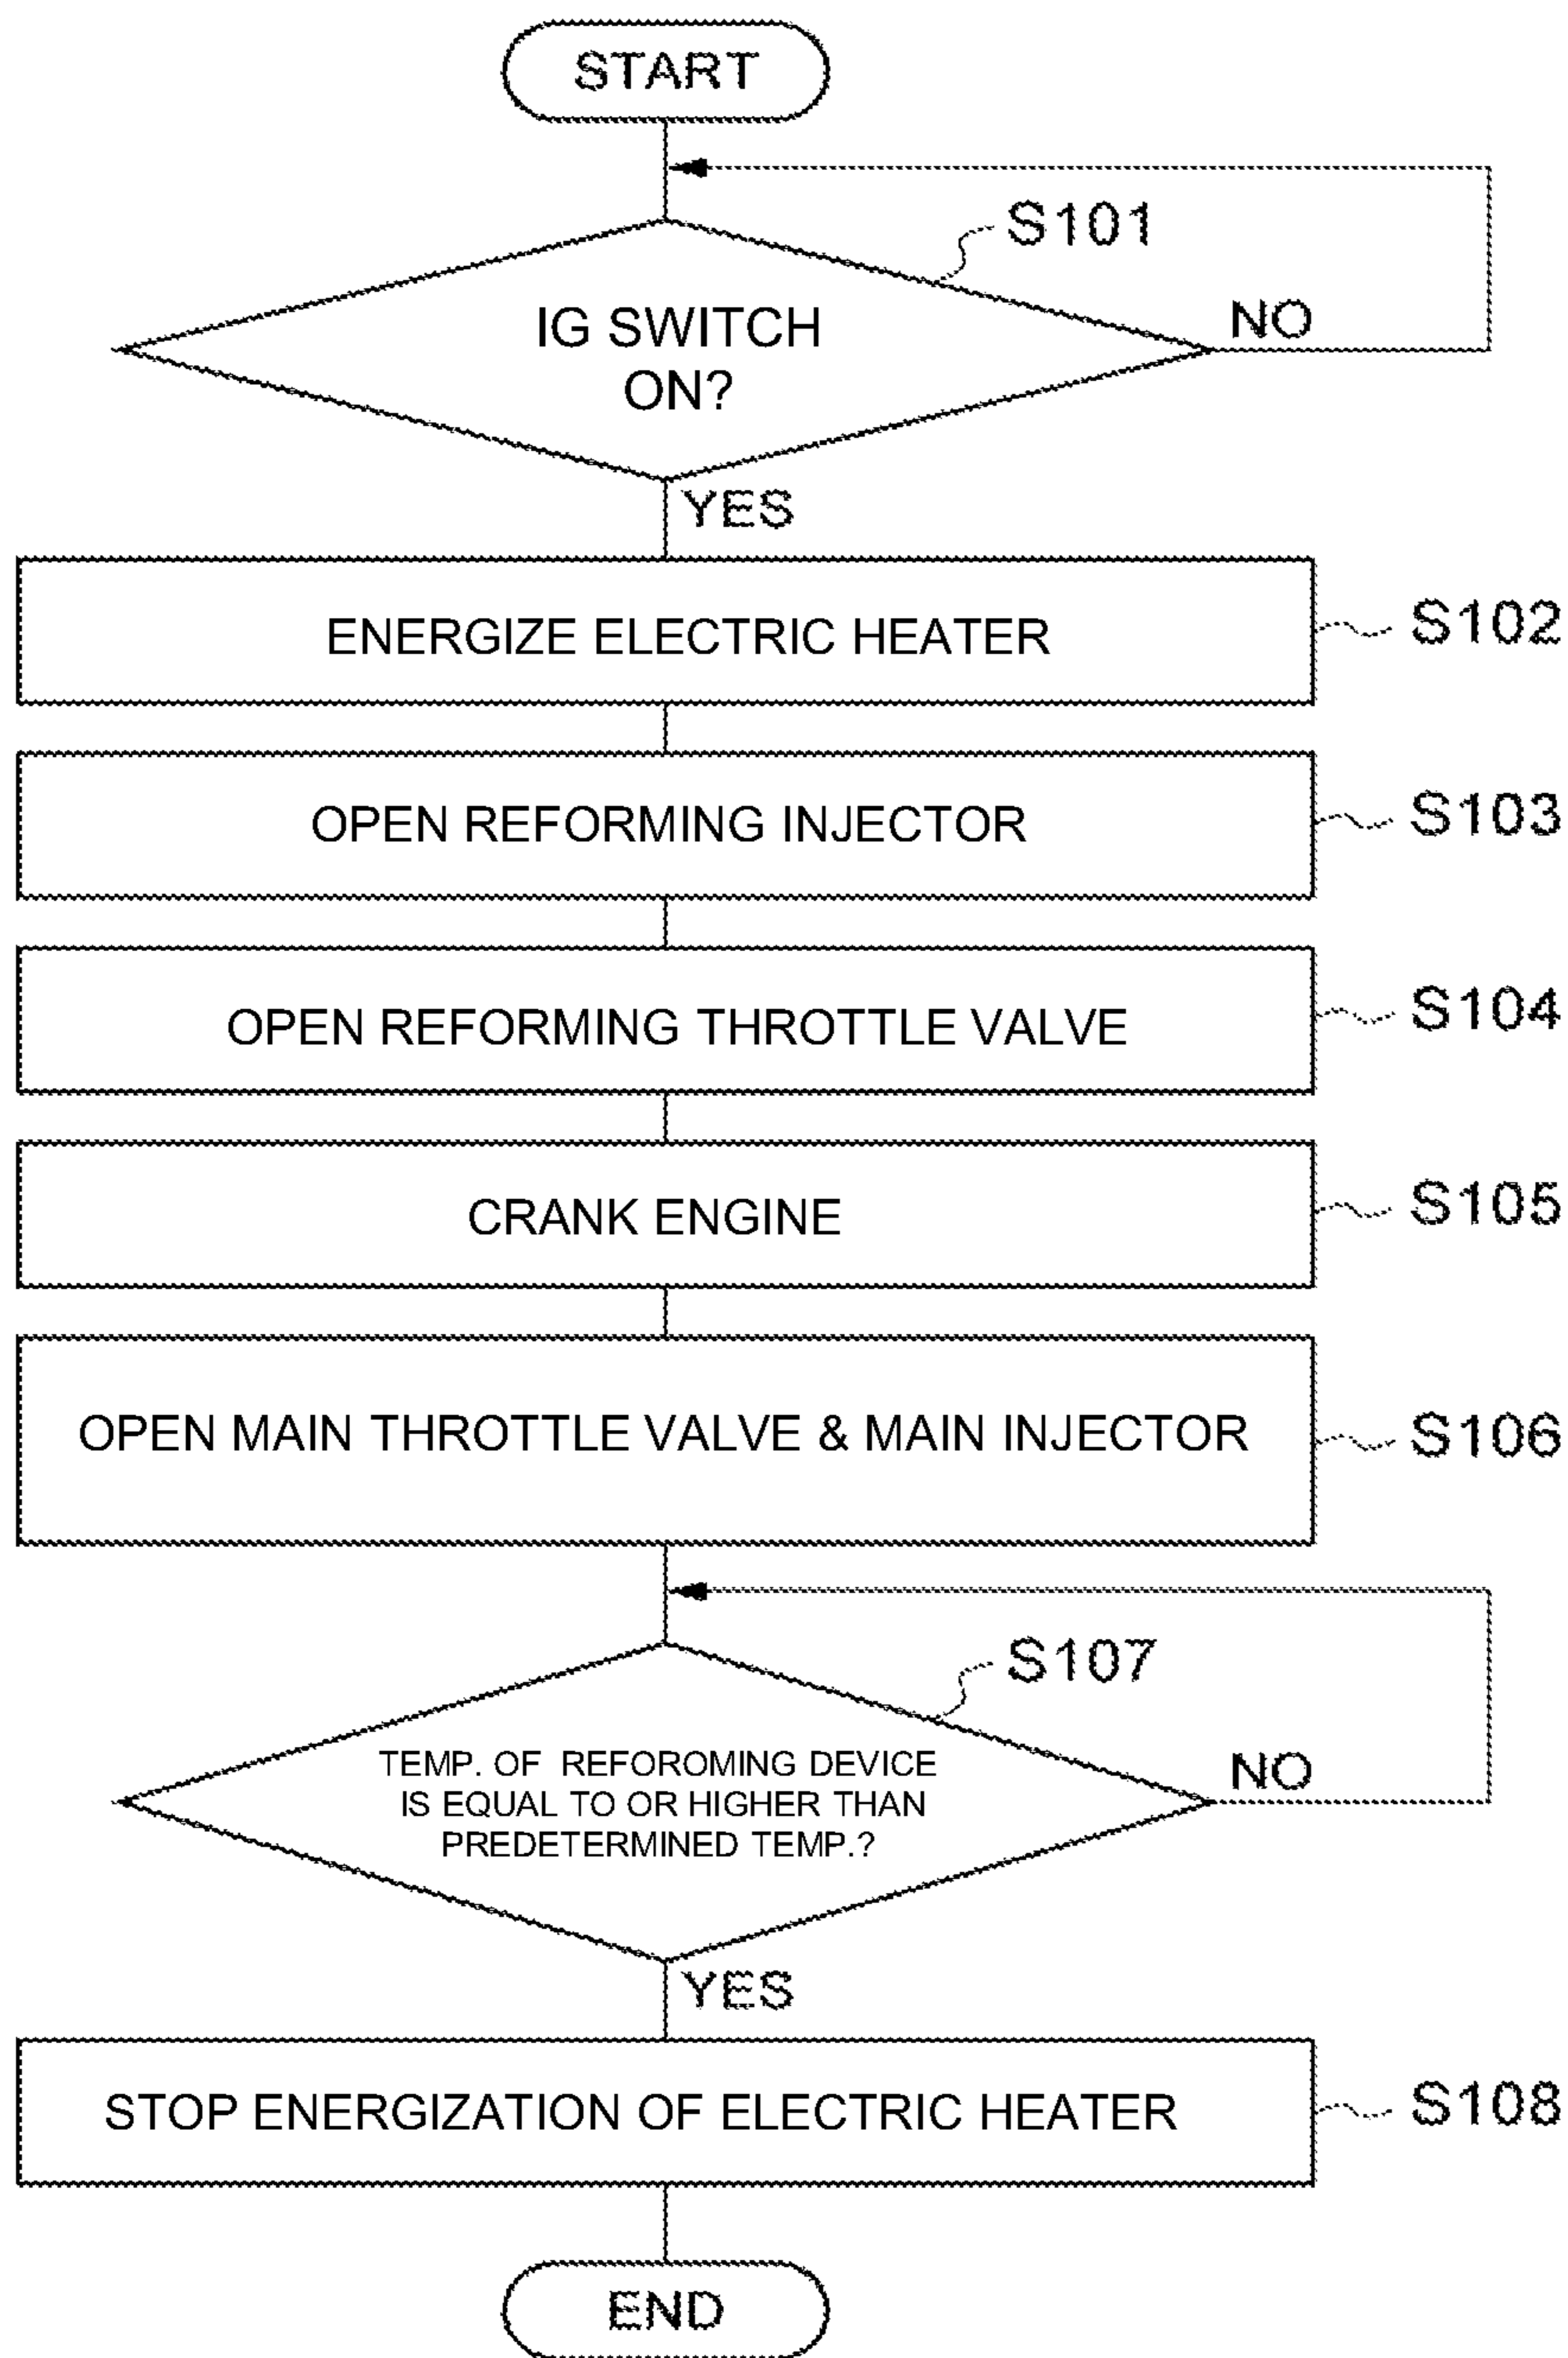 START
S101
IG SWITCH
ON?
NO
YES
ENERGIZE ELECTRIC HEATER
S102
OPEN REFORMING INJECTOR
S103
OPEN REFORMING THROTTLE VALVE
S104
CRANK ENGINE
S105
OPEN MAIN THROTTLE VALVE & MAIN INJECTOR
S106
S107
TEMP. OF REFOROMING DEVICE
IS EQUAL TO OR HIGHER THAN
PREDETERMINED TEMP.?
NO
YES
STOP ENERGIZATION OF ELECTRIC HEATER
S108
END